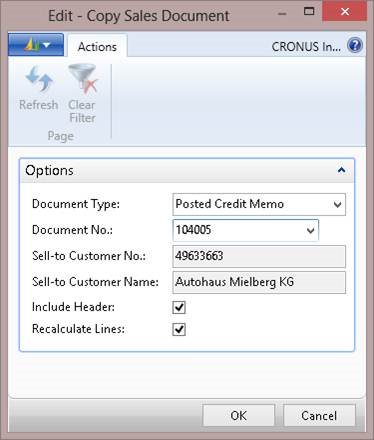 Edit - Copy Sales Document
Actions
CRONUS In...
Refresh
Clear Filter
Page
Options
Document Type: Posted Credit Memo
Document No.: 104005
Sell-to Customer No.: 49633663
Sell-to Customer Name: Autohaus Mielberg KG
Include Header:
Recalculate Lines:
OK
Cancel